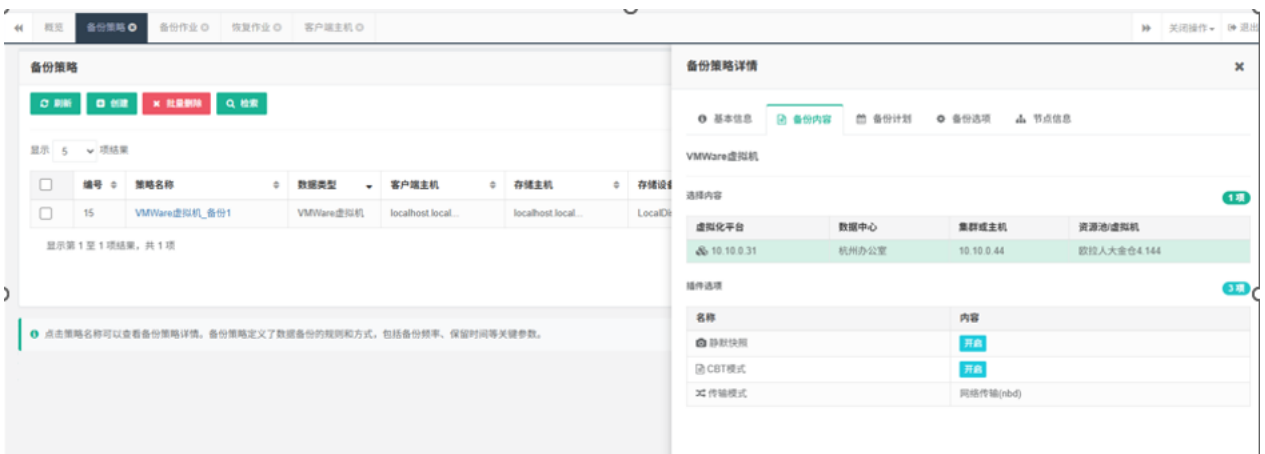 概览 备份策略 备份作业 恢复作业 客户端主机 关闭操作 退出
备份策略
刷新 创建 批量删除 检索
显示 5 项结果
编号 策略名称 数据类型 客户端主机 存储主机 存储设备
15 VMWare虚拟机_备份1 VMWare虚拟机 localhost.local... localhost.local... LocalDis
显示第 1 至 1 项结果，共 1 项
点击策略名称可以查看备份策略详情。备份策略定义了数据备份的规则和方式，包括备份频率、保留时间等关键参数。
备份策略详情
基本信息 备份内容 备份计划 备份选项 节点信息
VMWare虚拟机
选择内容 1 项
虚拟化平台 数据中心 集群或主机 资源池/虚拟机
10.10.0.31 杭州办公室 10.10.0.44 欧拉人大金仓4.144
插件选项 3 项
名称 内容
静默快照 开启
CBT模式 开启
传输模式 网络传输(nbd)